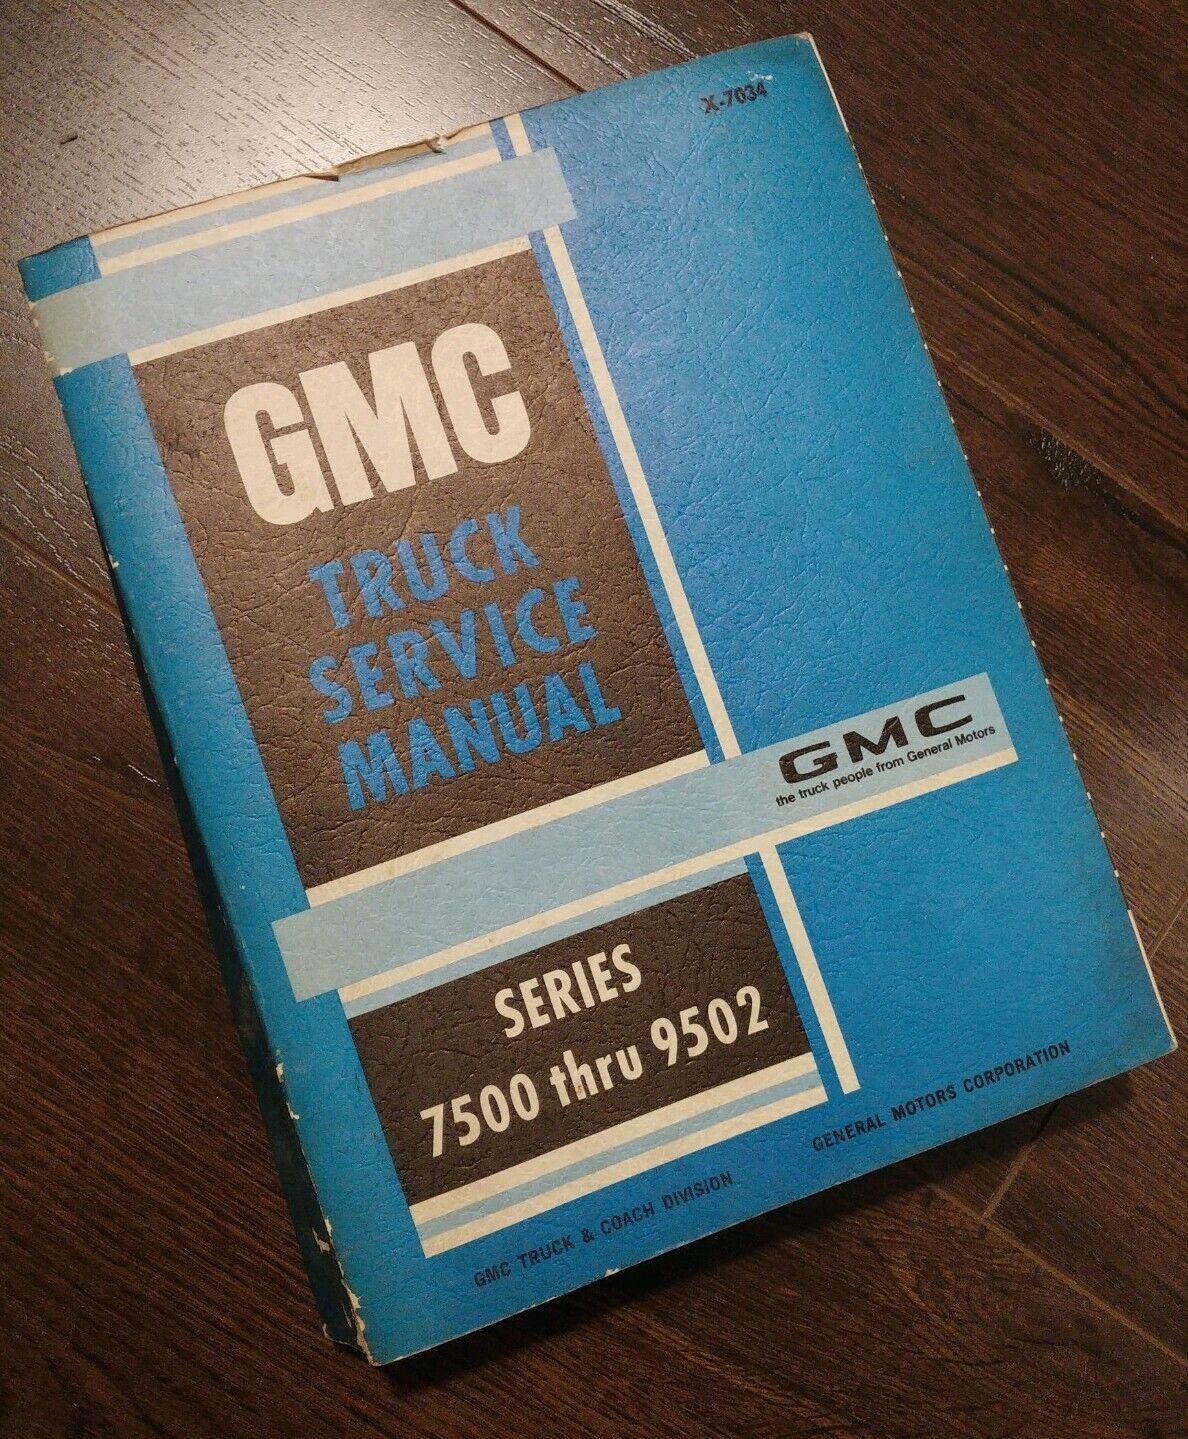 X-7034
GMC
TRUCK
SERVICE
MANUAL
GMC
the truck people from General Motors
SERIES
7500 thru 9502
GMC TRUCK & COACH DIVISION
GENERAL MOTORS CORPORATION